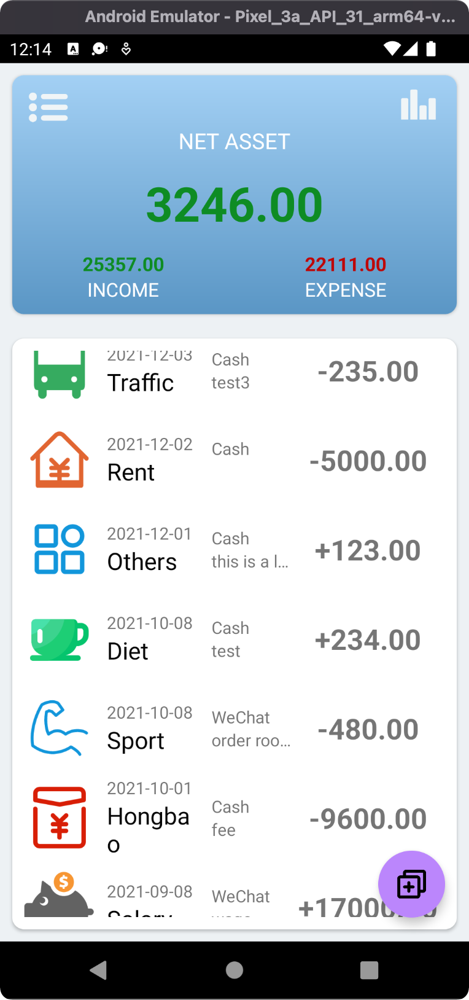 Android Emulator - Pixel_3a_API_31_arm64-v...
12:14
NET ASSET
3246.00
25357.00
22111.00
INCOME
EXPENSE
2021-12-03
Cash
Traffic
test3
-235.00
2021-12-02
Cash
Rent
-5000.00
2021-12-01
Cash
Others
this is a l...
+123.00
2021-10-08
Cash
Diet
test
+234.00
2021-10-08
WeChat
Sport
order roo...
-480.00
2021-10-01
Hongba
o
Cash
fee
-9600.00
2021-09-08
WeChat
Salary
+17000